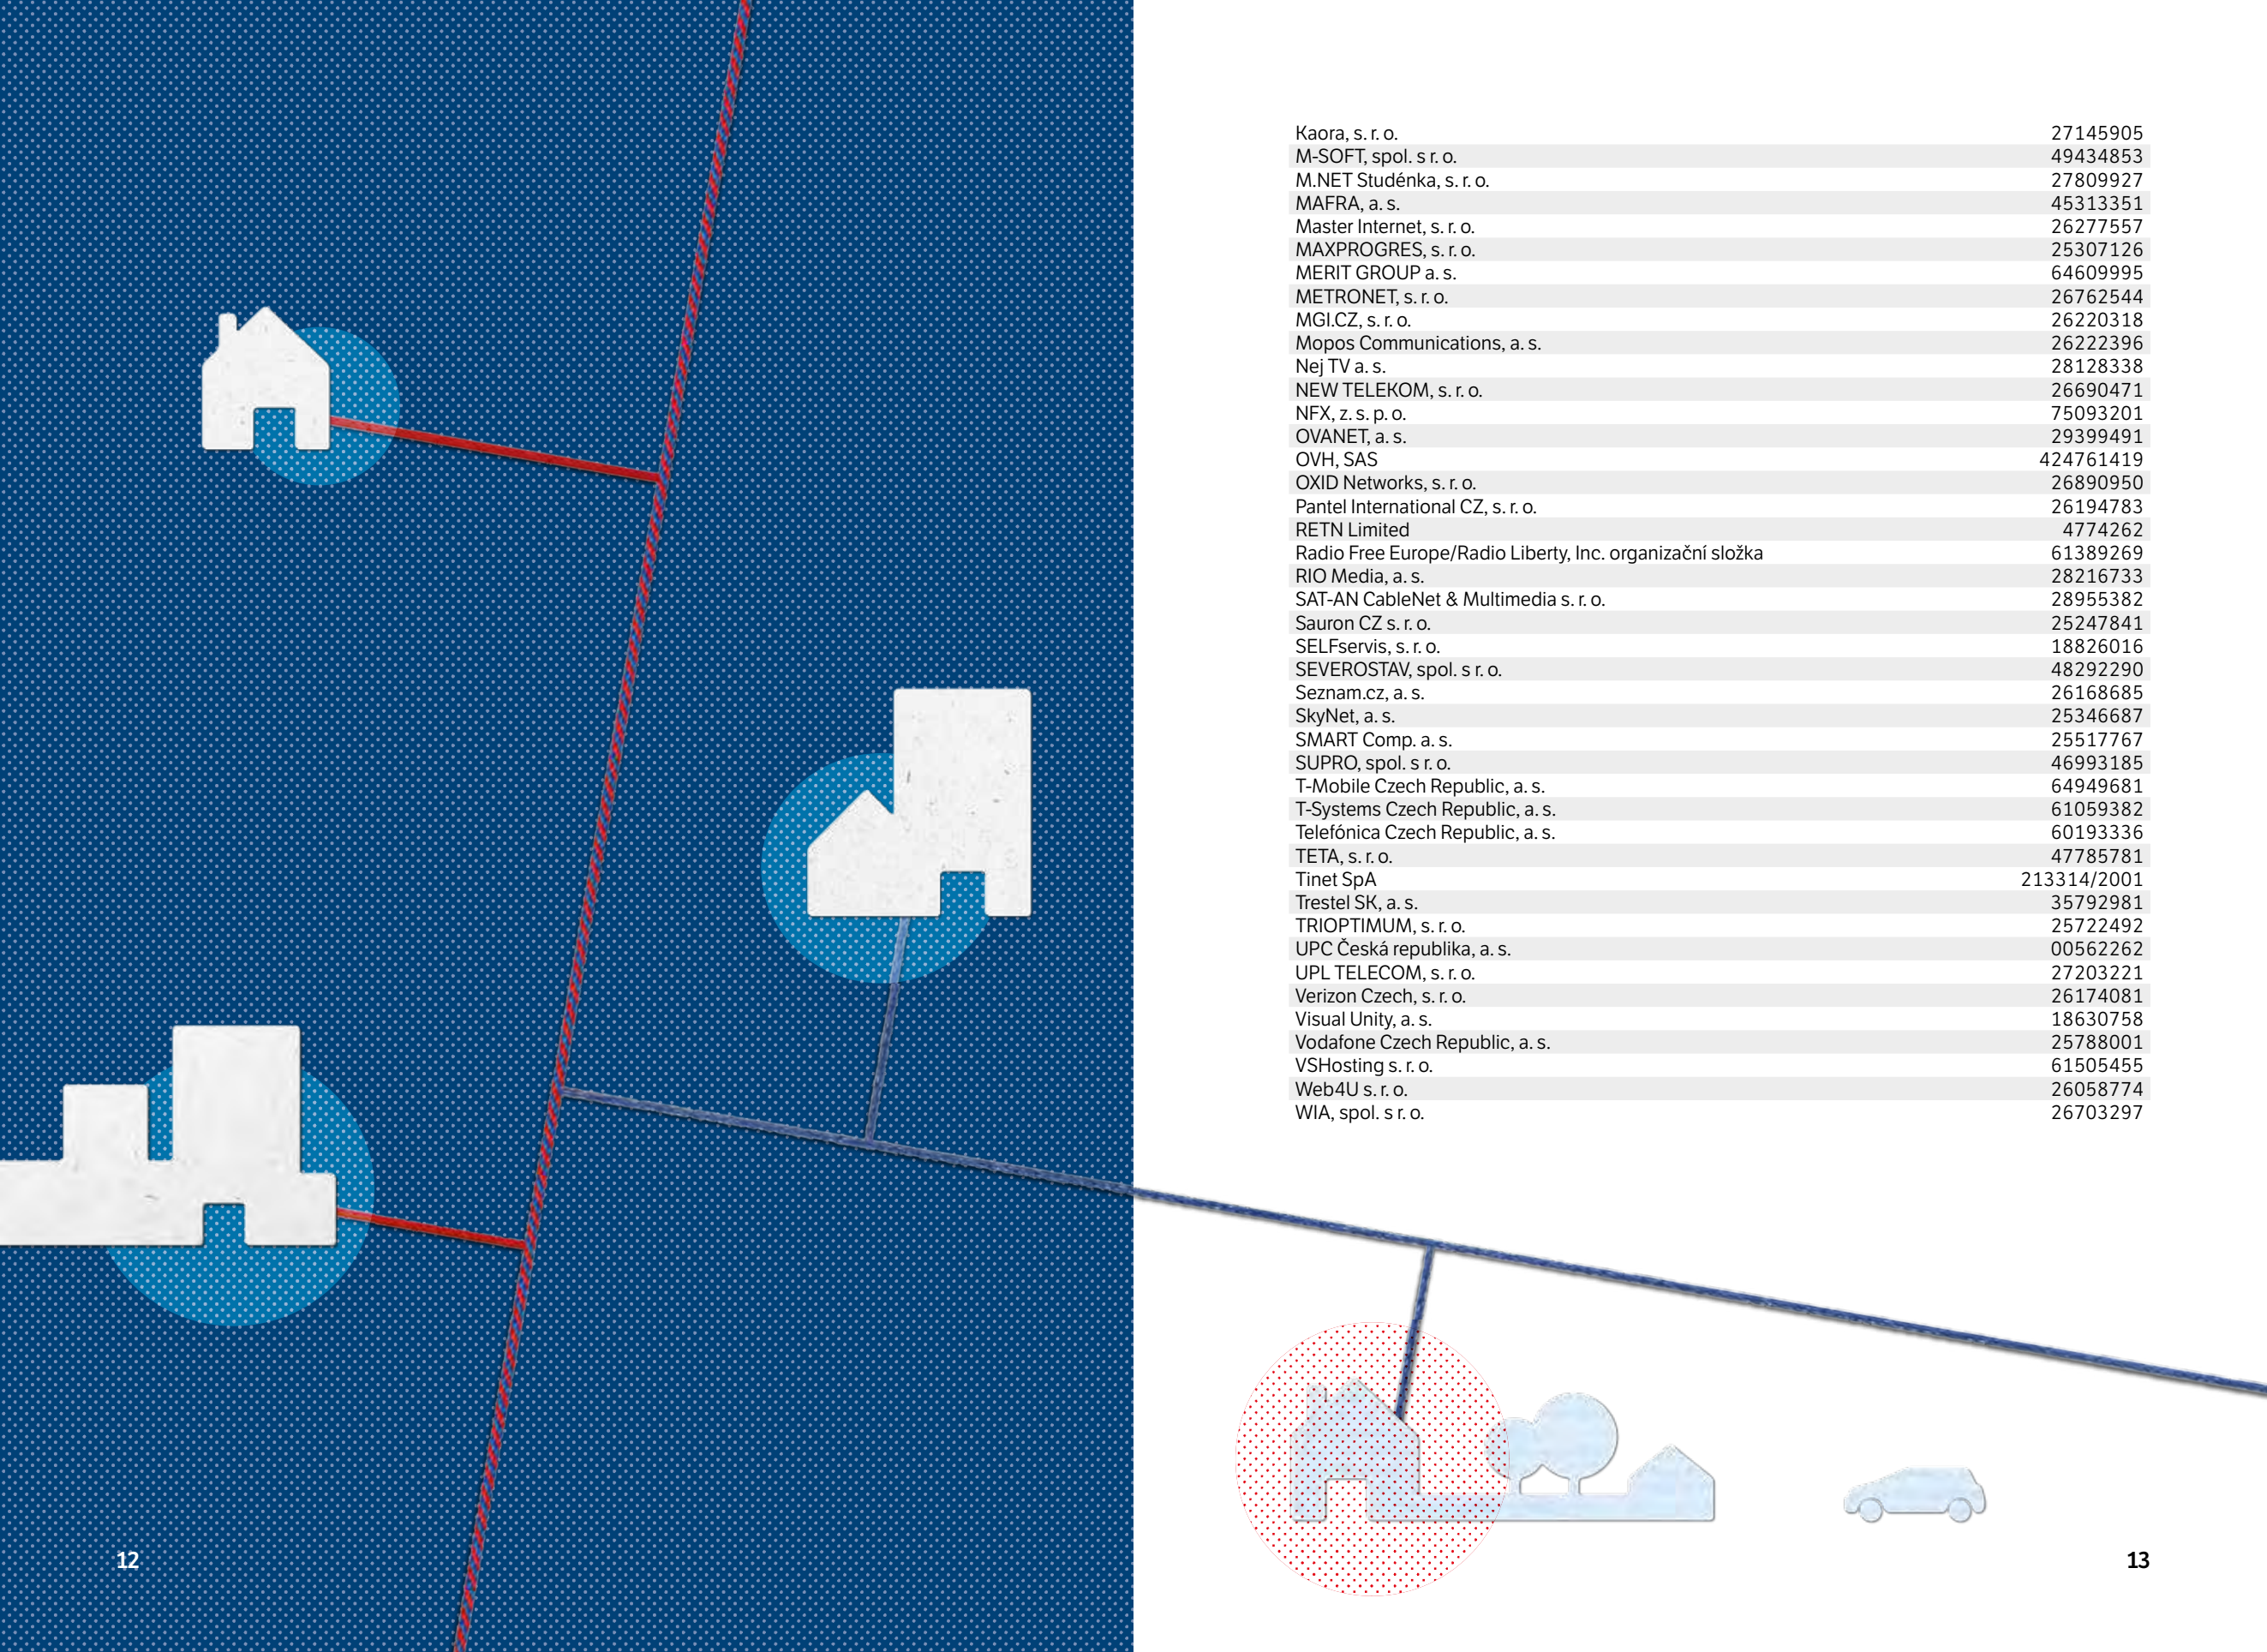 Kaora, s. r. o. 27145905
M-SOFT, spol. s r. o. 49434853
M.NET Studénka, s. r. o. 27809927
MAFRA, a. s. 45313351
Master Internet, s. r. o. 26277557
MAXPROGRES, s. r. o. 25307126
MERIT GROUP a. s. 64609995
METRONET, s. r. o. 26762544
MGI.CZ, s. r. o. 26220318
Mopos Communications, a. s. 26222396
Nej TV a. s. 28128338
NEW TELEKOM, s. r. o. 26690471
NFX, z. s. p. o. 75093201
OVANET, a. s. 29399491
OVH, SAS 424761419
OXID Networks, s. r. o. 26890950
Pantel International CZ, s. r. o. 26194783
RETN Limited 4774262
Radio Free Europe/Radio Liberty, Inc. organizační složka 61389269
RIO Media, a. s. 28216733
SAT-AN CableNet & Multimedia s. r. o. 28955382
Sauron CZ s. r. o. 25247841
SELFservis, s. r. o. 18826016
SEVEROSTAV, spol. s r. o. 48292290
Seznam.cz, a. s. 26168685
SkyNet, a. s. 25346687
SMART Comp. a. s. 25517767
SUPRO, spol. s r. o. 46993185
T-Mobile Czech Republic, a. s. 64949681
T-Systems Czech Republic, a. s. 61059382
Telefónica Czech Republic, a. s. 60193336
TETA, s. r. o. 47785781
Tinet SpA 213314/2001
Trestel SK, a. s. 35792981
TRIOPTIMUM, s. r. o. 25722492
UPC Česká republika, a. s. 00562262
UPL TELECOM, s. r. o. 27203221
Verizon Czech, s. r. o. 26174081
Visual Unity, a. s. 18630758
Vodafone Czech Republic, a. s. 25788001
VSHosting s. r. o. 61505455
Web4U s. r. o. 26058774
WIA, spol. s r. o. 26703297
12
13